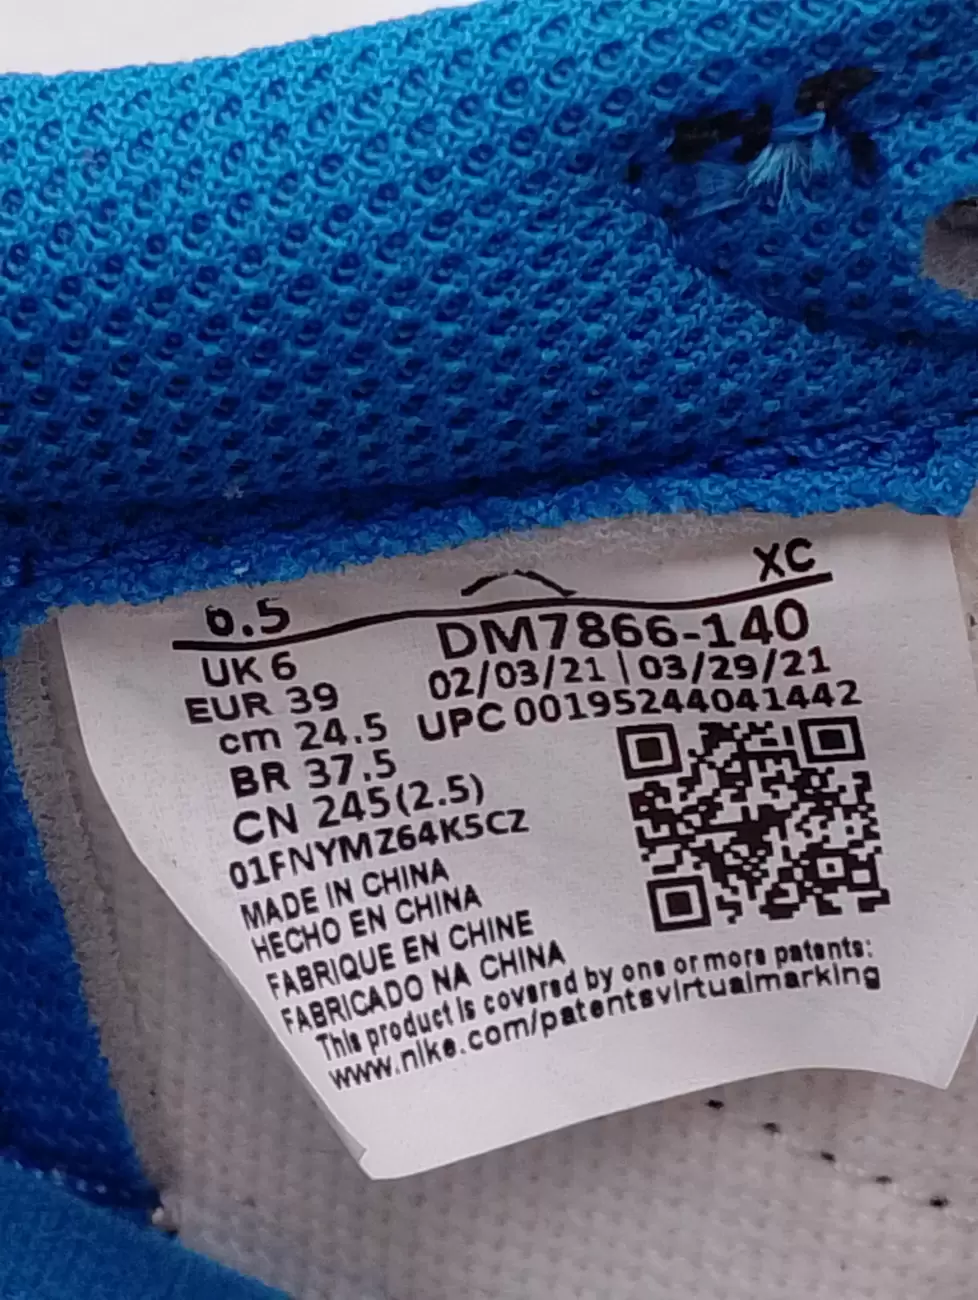 6.5 XC
UK 6 DM7866-140
EUR 39 02/03/21 | 03/29/21
cm 24.5 UPC 00195244041442
BR 37.5
CN 245(2.5)
01FNYMZ64K5CZ
MADE IN CHINA
HECHO EN CHINA
FABRIQUE EN CHINE
FABRICADO NA CHINA
This product is covered by one or more patents:
www.nike.com/patentsvirtualmarking